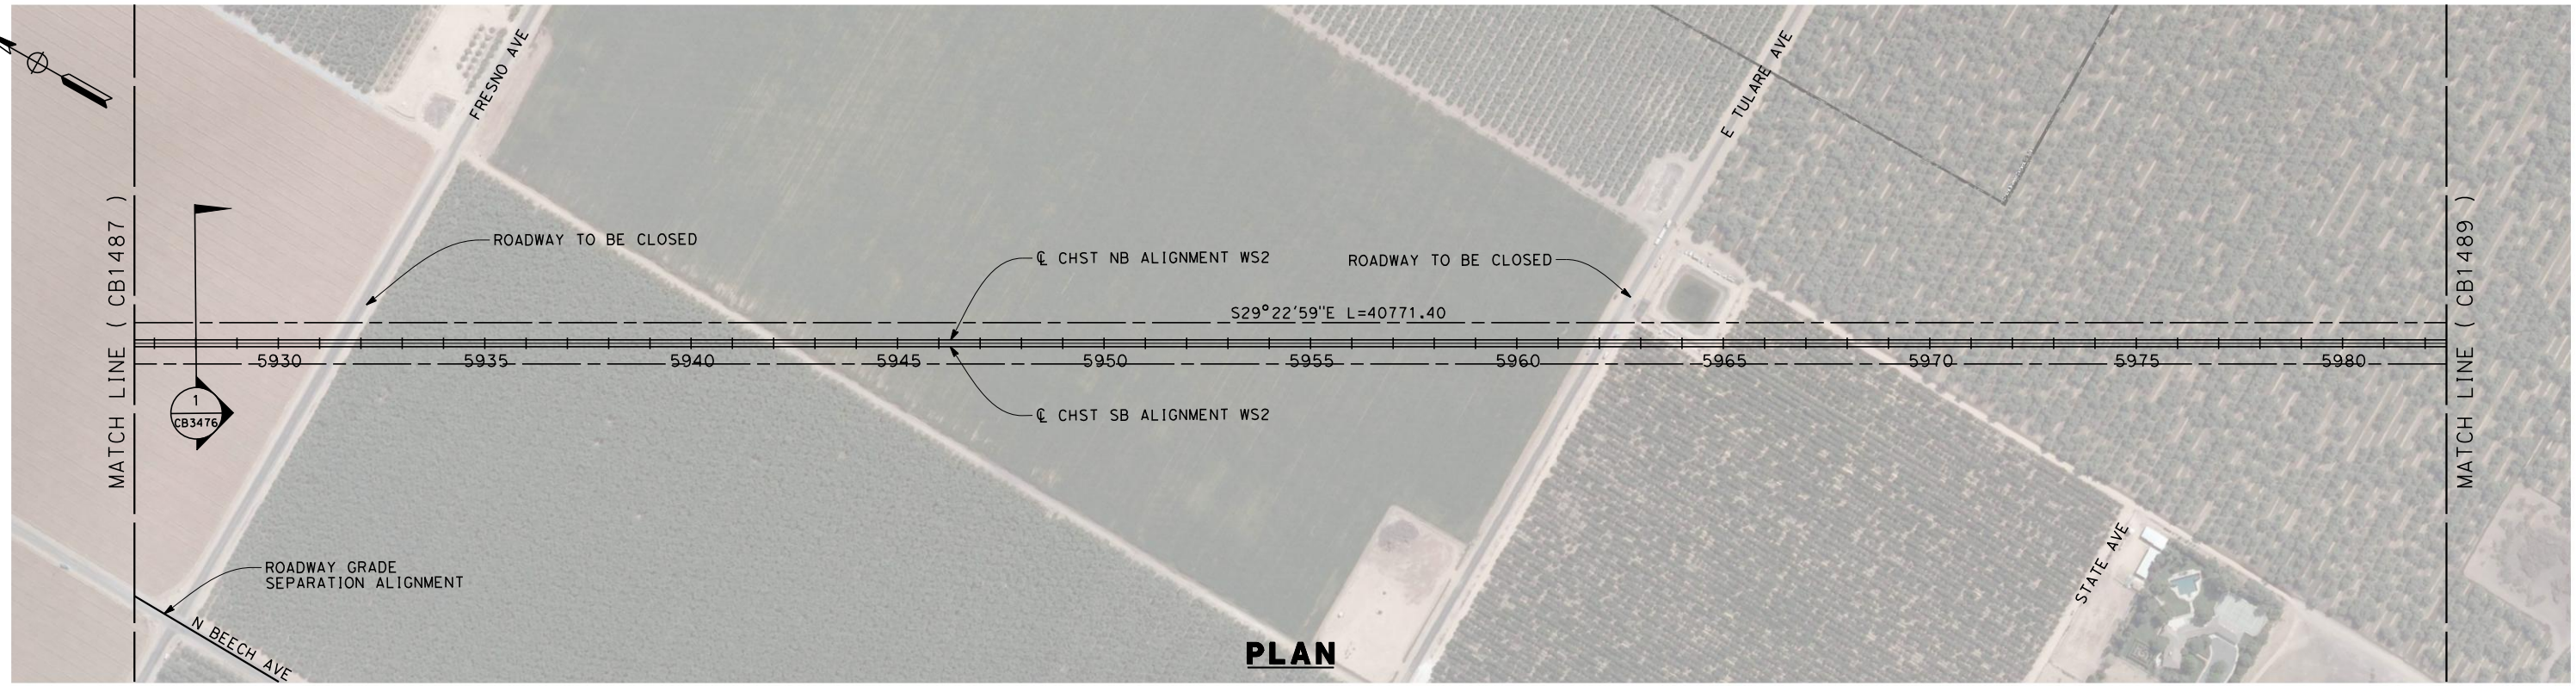 FRESNO AVE
E TULARE AVE
MATCH LINE ( CB1487 )
ROADWAY TO BE CLOSED
℄ CHST NB ALIGNMENT WS2
ROADWAY TO BE CLOSED
MATCH LINE ( CB1489 )
S29°22'59"E L=40771.40
5930 5935 5940 5945 5950 5955 5960 5965 5970 5975 5980
1
CB3476
℄ CHST SB ALIGNMENT WS2
ROADWAY GRADE
SEPARATION ALIGNMENT
STATE AVE
N BEECH AVE
PLAN